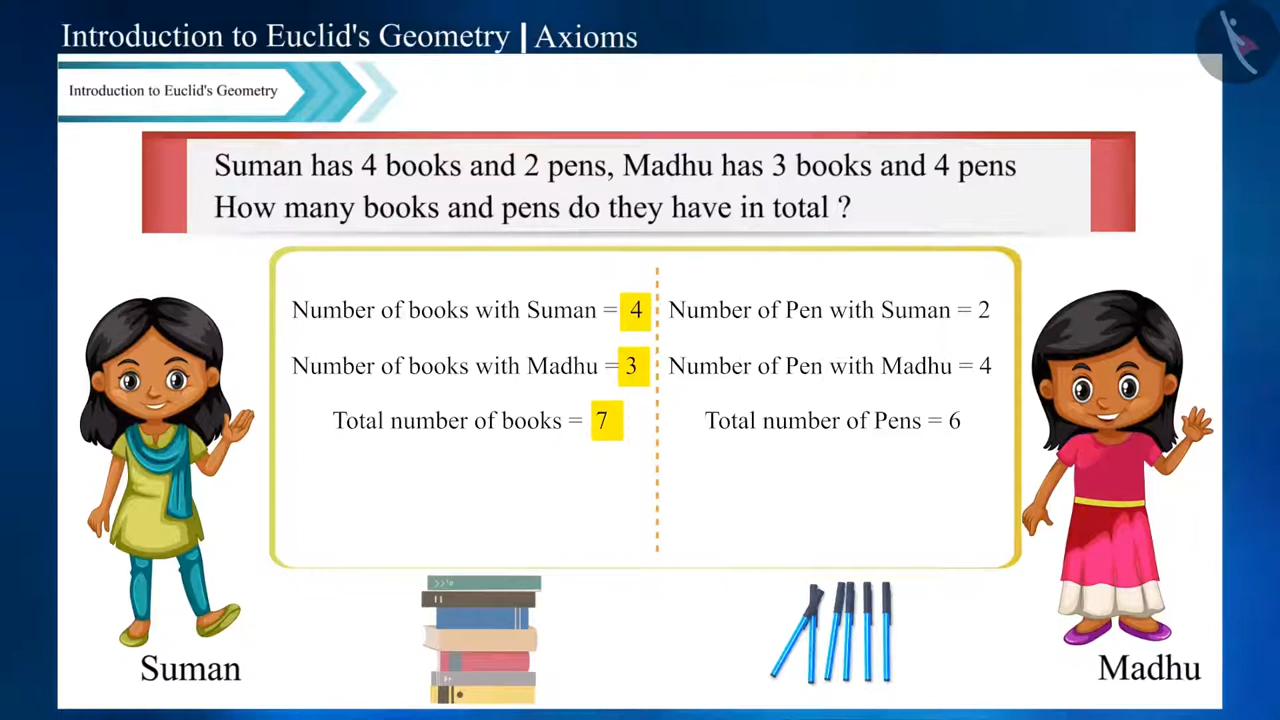 Introduction to Euclid's Geometry | Axioms
Introduction to Euclid's Geometry
Suman has 4 books and 2 pens, Madhu has 3 books and 4 pens
How many books and pens do they have in total ?
Number of books with Suman = 4
Number of books with Madhu = 3
Total number of books = 7
Number of Pen with Suman = 2
Number of Pen with Madhu = 4
Total number of Pens = 6
Suman
Madhu